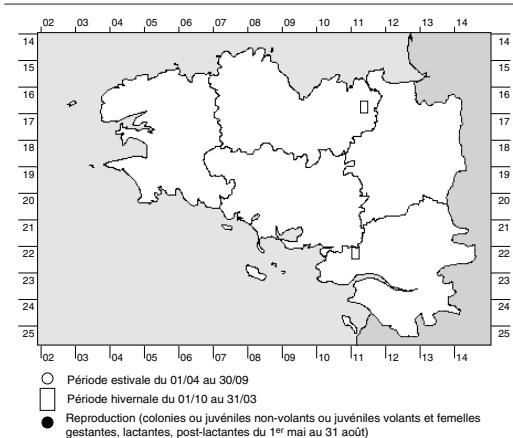 02 03 04 05 06 07 08 09 10 11 12 13 14
14 14
15 15
16 16
17 17
18 18
19 19
20 20
21 21
22 22
23 23
24 24
25 25
02 03 04 05 06 07 08 09 10 11 12 13 14
Période estivale du 01/04 au 30/09
Période hivernale du 01/10 au 31/03
Reproduction (colonies ou juvéniles non-volants ou juvéniles volants et femelles
gestantes, lactantes, post-lactantes du 1er mai au 31 août)